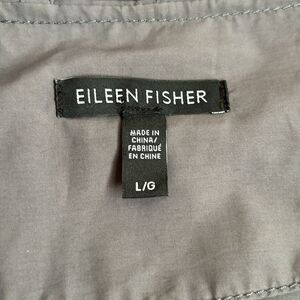 EILEEN FISHER
MADE IN
CHINA/
FABRIQUÉ
EN CHINE
L/G